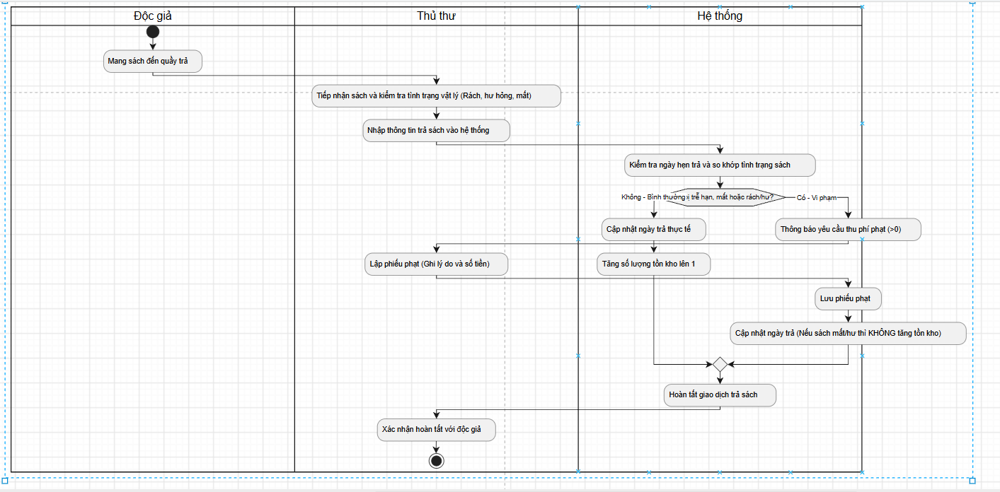 Độc giả
Thủ thư
Hệ thống
Mang sách đến quầy trả
Tiếp nhận sách và kiểm tra tình trạng vật lý (Rách, hư hỏng, mất)
Nhập thông tin trả sách vào hệ thống
Kiểm tra ngày hẹn trả và so khớp tình trạng sách
Không - Bình thường
trễ hạn, mất hoặc rách/hư?
Có - Vi phạm
Cập nhật ngày trả thực tế
Thông báo yêu cầu thu phí phạt (>0)
Lập phiếu phạt (Ghi lý do và số tiền)
Tăng số lượng tồn kho lên 1
Lưu phiếu phạt
Cập nhật ngày trả (Nếu sách mất/hư thì KHÔNG tăng tồn kho)
Hoàn tất giao dịch trả sách
Xác nhận hoàn tất với độc giả